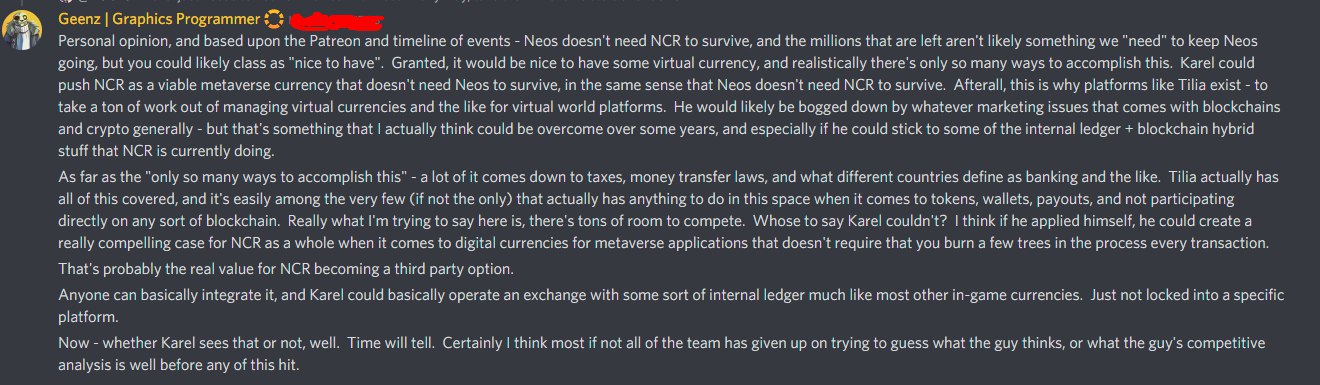 Geenz | Graphics Programmer
Personal opinion, and based upon the Patreon and timeline of events - Neos doesn't need NCR to survive, and the millions that are left aren't likely something we "need" to keep Neos
going, but you could likely class as "nice to have".  Granted, it would be nice to have some virtual currency, and realistically there's only so many ways to accomplish this.  Karel could
push NCR as a viable metaverse currency that doesn't need Neos to survive, in the same sense that Neos doesn't need NCR to survive.  Afterall, this is why platforms like Tilia exist - to
take a ton of work out of managing virtual currencies and the like for virtual world platforms.  He would likely be bogged down by whatever marketing issues that comes with blockchains
and crypto generally - but that's something that I actually think could be overcome over some years, and especially if he could stick to some of the internal ledger + blockchain hybrid
stuff that NCR is currently doing.
As far as the "only so many ways to accomplish this" - a lot of it comes down to taxes, money transfer laws, and what different countries define as banking and the like.  Tilia actually has
all of this covered, and it's easily among the very few (if not the only) that actually has anything to do in this space when it comes to tokens, wallets, payouts, and not participating
directly on any sort of blockchain.  Really what I'm trying to say here is, there's tons of room to compete.  Whose to say Karel couldn't?  I think if he applied himself, he could create a
really compelling case for NCR as a whole when it comes to digital currencies for metaverse applications that doesn't require that you burn a few trees in the process every transaction.
That's probably the real value for NCR becoming a third party option.
Anyone can basically integrate it, and Karel could basically operate an exchange with some sort of internal ledger much like most other in-game currencies.  Just not locked into a specific
platform.
Now - whether Karel sees that or not, well.  Time will tell.  Certainly I think most if not all of the team has given up on trying to guess what the guy thinks, or what the guy's competitive
analysis is well before any of this hit.